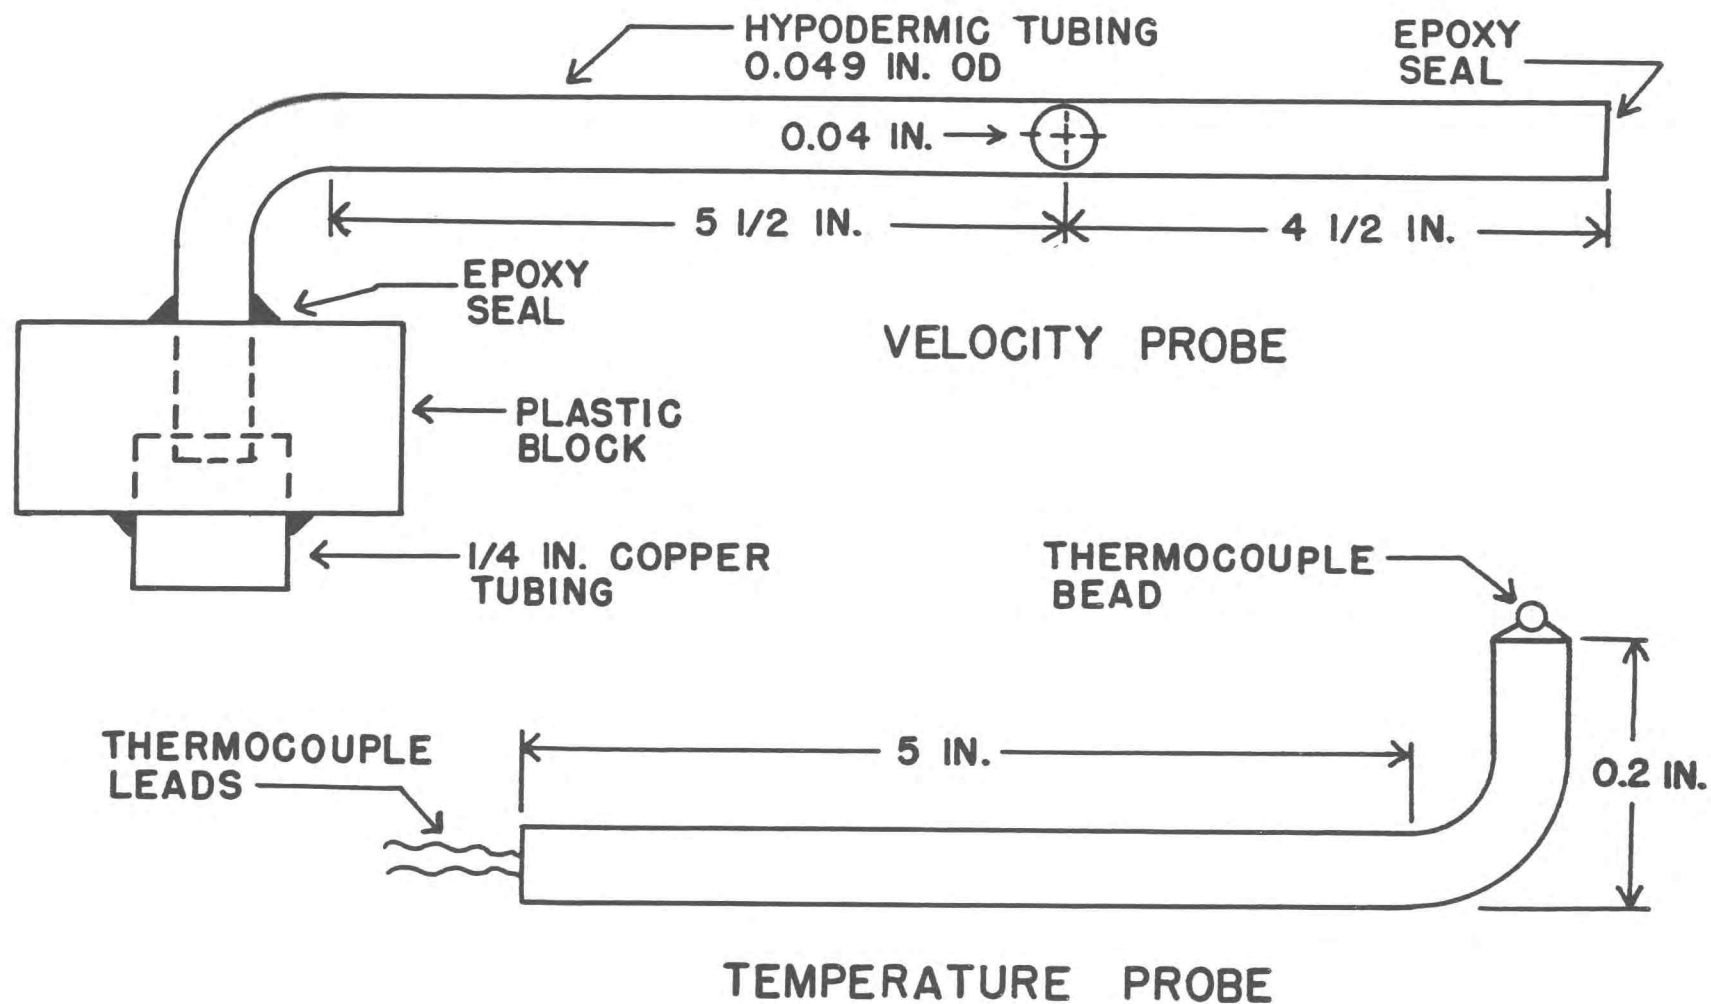 HYPODERMIC TUBING
0.049 IN. OD
EPOXY
SEAL
0.04 IN.
5 1/2 IN.
4 1/2 IN.
EPOXY
SEAL
VELOCITY PROBE
PLASTIC
BLOCK
1/4 IN. COPPER
TUBING
THERMOCOUPLE
BEAD
THERMOCOUPLE
LEADS
5 IN.
0.2 IN.
TEMPERATURE PROBE